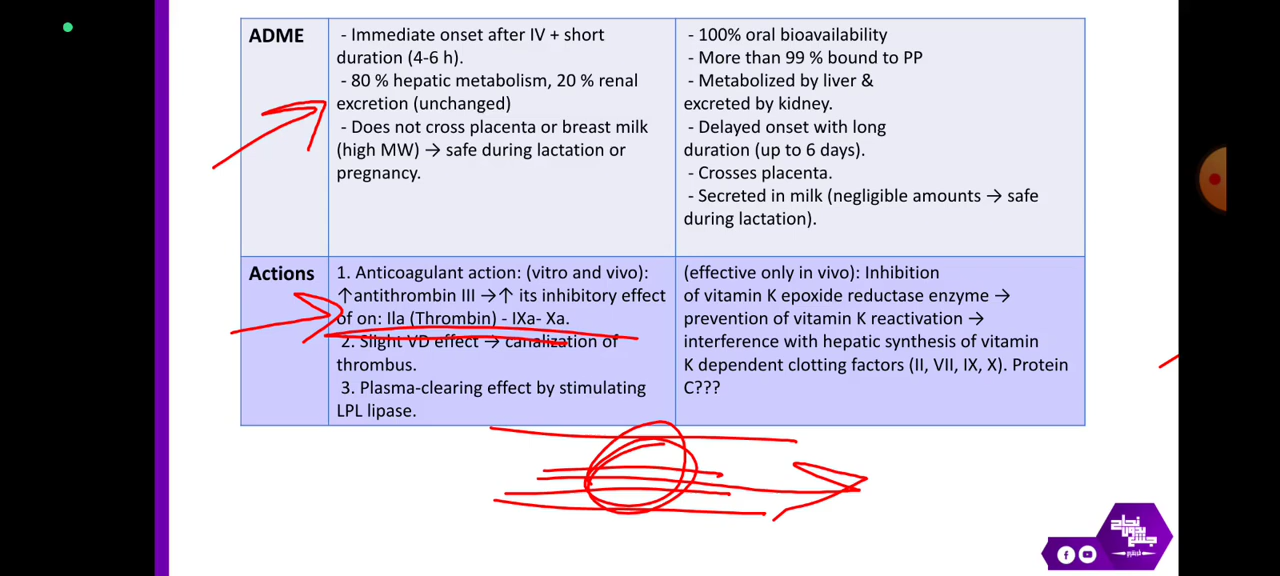 ADME
- Immediate onset after IV + short
duration (4-6 h).
- 80 % hepatic metabolism, 20 % renal
excretion (unchanged)
- Does not cross placenta or breast milk
(high MW) → safe during lactation or
pregnancy.
- 100% oral bioavailability
- More than 99 % bound to PP
- Metabolized by liver &
excreted by kidney.
- Delayed onset with long
duration (up to 6 days).
- Crosses placenta.
- Secreted in milk (negligible amounts → safe
during lactation).
Actions
1. Anticoagulant action: (vitro and vivo):
↑antithrombin III →↑ its inhibitory effect
of on: IIa (Thrombin) - IXa- Xa.
2. Slight VD effect → canalization of
thrombus.
3. Plasma-clearing effect by stimulating
LPL lipase.
(effective only in vivo): Inhibition
of vitamin K epoxide reductase enzyme →
prevention of vitamin K reactivation →
interference with hepatic synthesis of vitamin
K dependent clotting factors (II, VII, IX, X). Protein
C???
نجاح
بدون